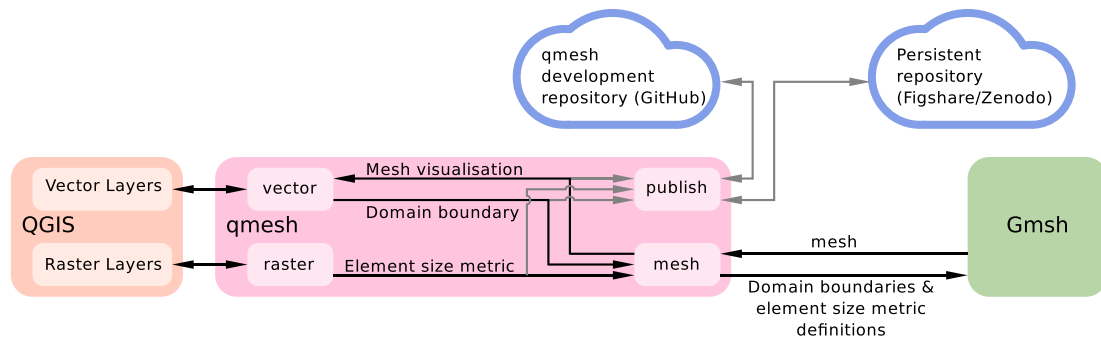 qmesh
development
repository (GitHub)
Persistent
repository
(Figshare/Zenodo)
Vector Layers
QGIS
Raster Layers
qmesh
vector
raster
Mesh visualisation
Domain boundary
Element size metric
publish
mesh
mesh
Domain boundaries &
element size metric
definitions
Gmsh